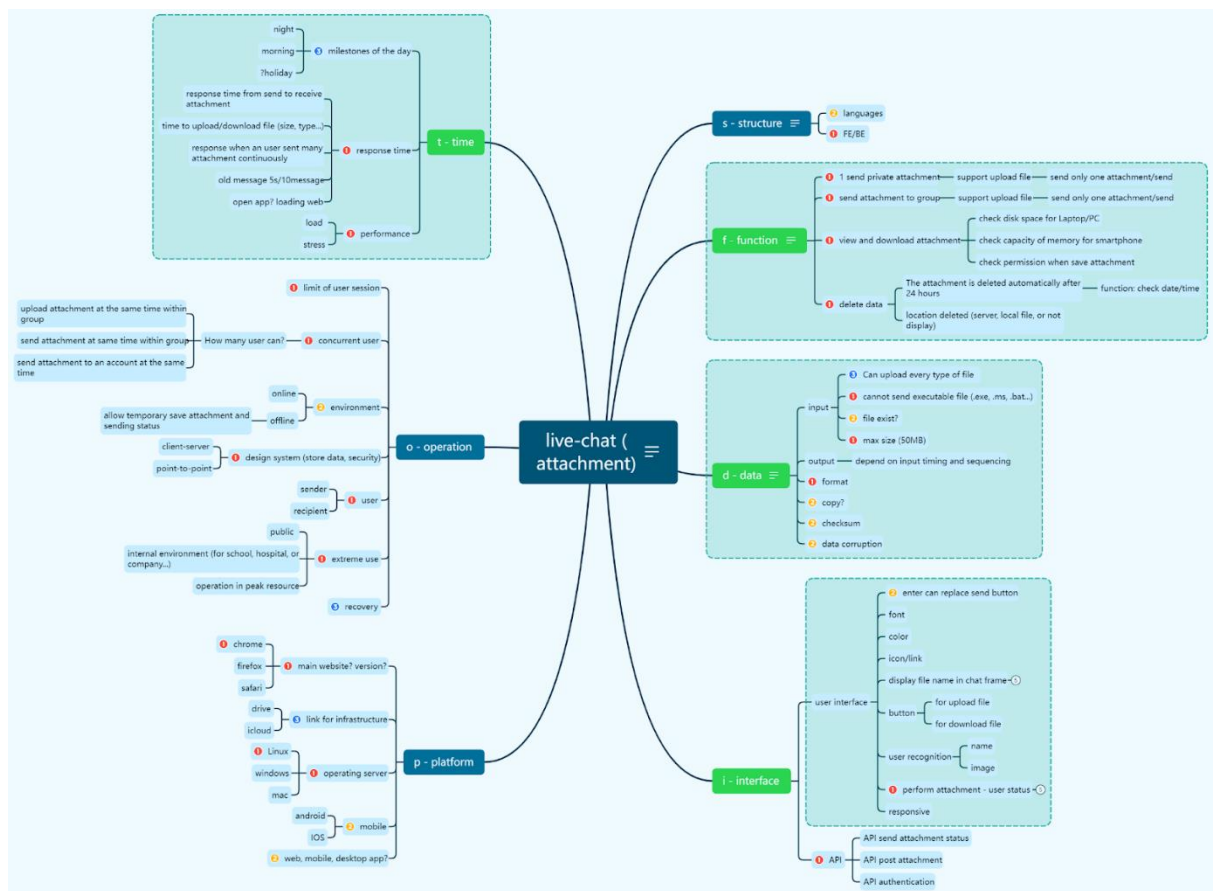 live-chat (
attachment)
s - structure
languages
FE/BE
f - function
1 send private attachment
support upload file
send only one attachment/send
send attachment to group
support upload file
send only one attachment/send
view and download attachment
check disk space for Laptop/PC
check capacity of memory for smartphone
check permission when save attachment
delete data
The attachment is deleted automatically after
24 hours
function: check date/time
location deleted (server, local file, or not
display)
d - data
input
Can upload every type of file
cannot send executable file (.exe, .ms, .bat...)
file exist?
max size (50MB)
output
depend on input timing and sequencing
format
copy?
checksum
data corruption
i - interface
user interface
enter can replace send button
font
color
icon/link
display file name in chat frame
5
button
for upload file
for download file
user recognition
name
image
perform attachment - user status
5
responsive
API
API send attachment status
API post attachment
API authentication
t - time
milestones of the day
night
morning
?holiday
response time
response time from send to receive
attachment
time to upload/download file (size, type...)
response when an user sent many
attachment continuously
old message 5s/10message
open app? loading web
performance
load
stress
o - operation
limit of user session
concurrent user
How many user can?
upload attachment at the same time within
group
send attachment at same time within group
send attachment to an account at the same
time
environment
online
offline
allow temporary save attachment and
sending status
design system (store data, security)
client-server
point-to-point
user
sender
recipient
extreme use
public
internal environment (for school, hospital, or
company...)
operation in peak resource
recovery
p - platform
main website? version?
chrome
firefox
safari
link for infrastructure
drive
icloud
operating server
Linux
windows
mac
mobile
android
IOS
web, mobile, desktop app?